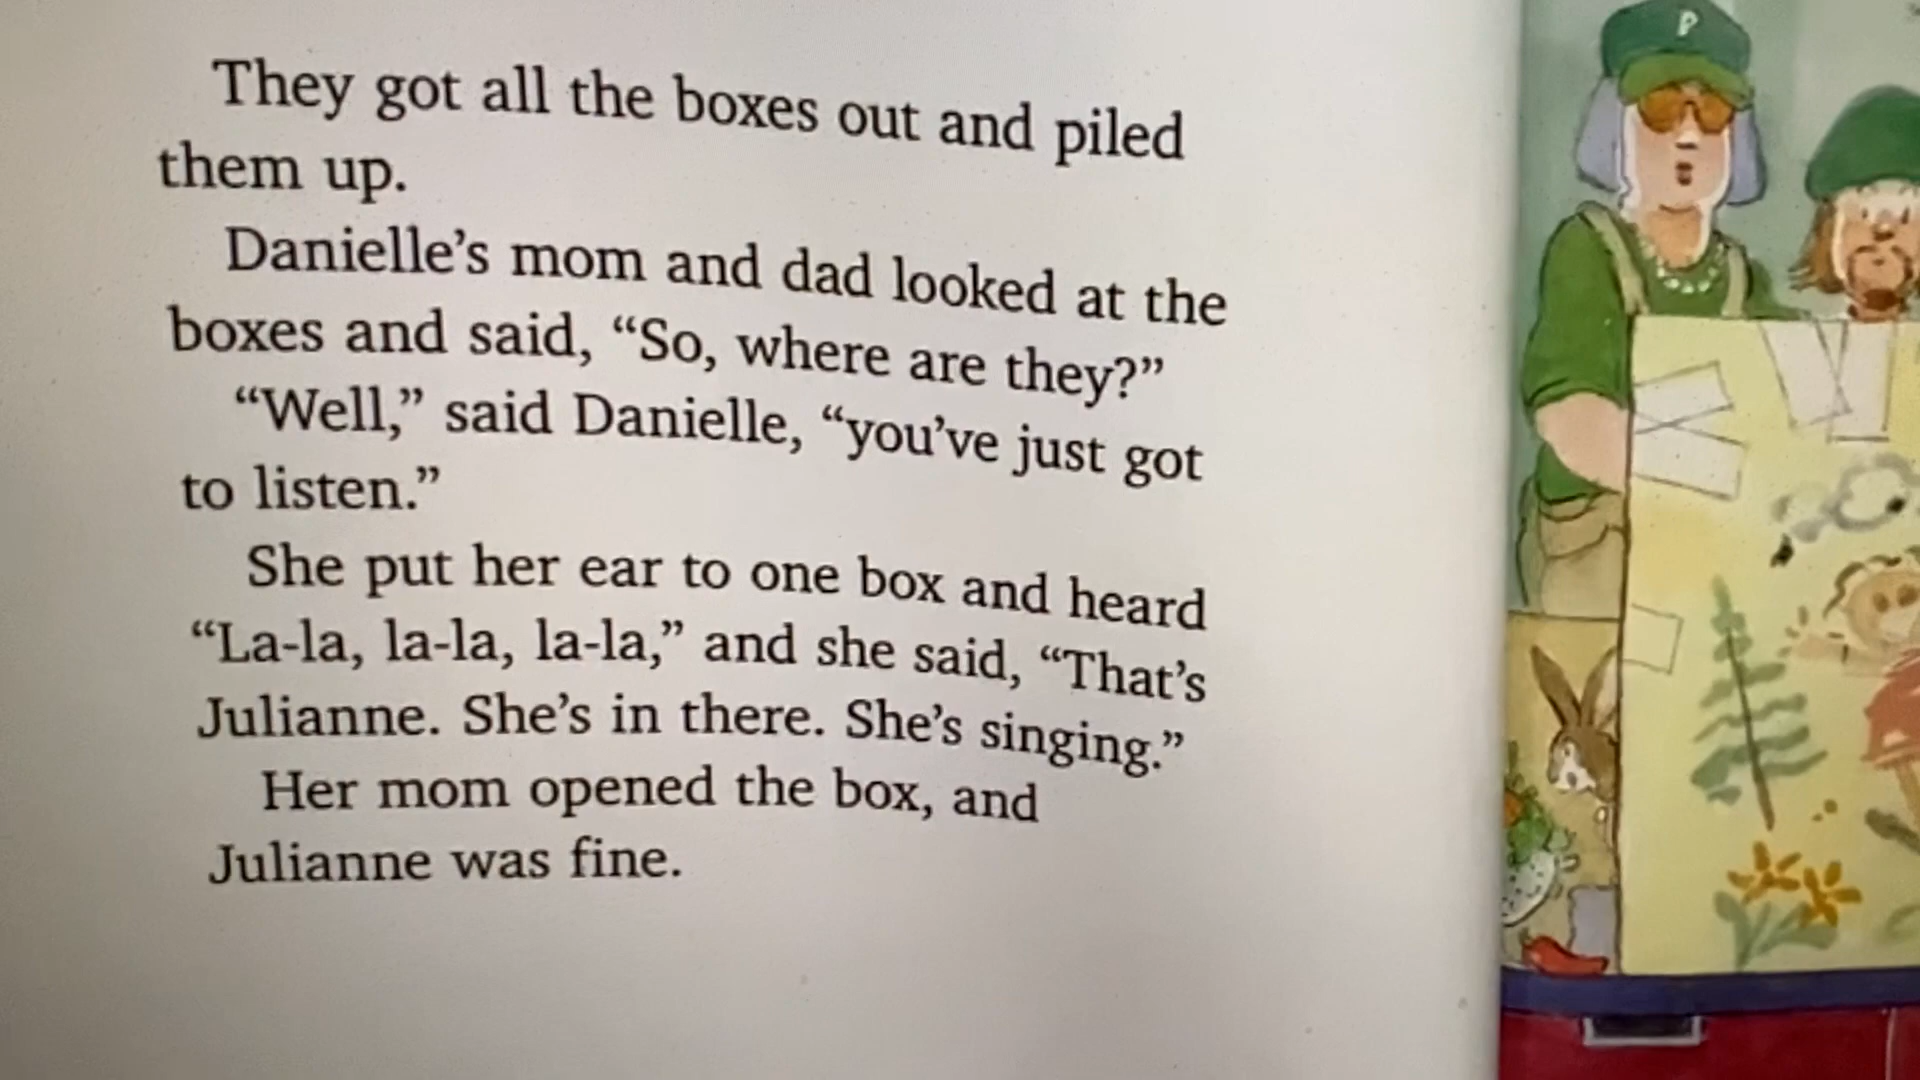 They got all the boxes out and piled
them up.
Danielle’s mom and dad looked at the
boxes and said, “So, where are they?”
“Well,” said Danielle, “you’ve just got
to listen.”
She put her ear to one box and heard
“La-la, la-la, la-la,” and she said, “That’s
Julianne. She’s in there. She’s singing.”
Her mom opened the box, and
Julianne was fine.
P